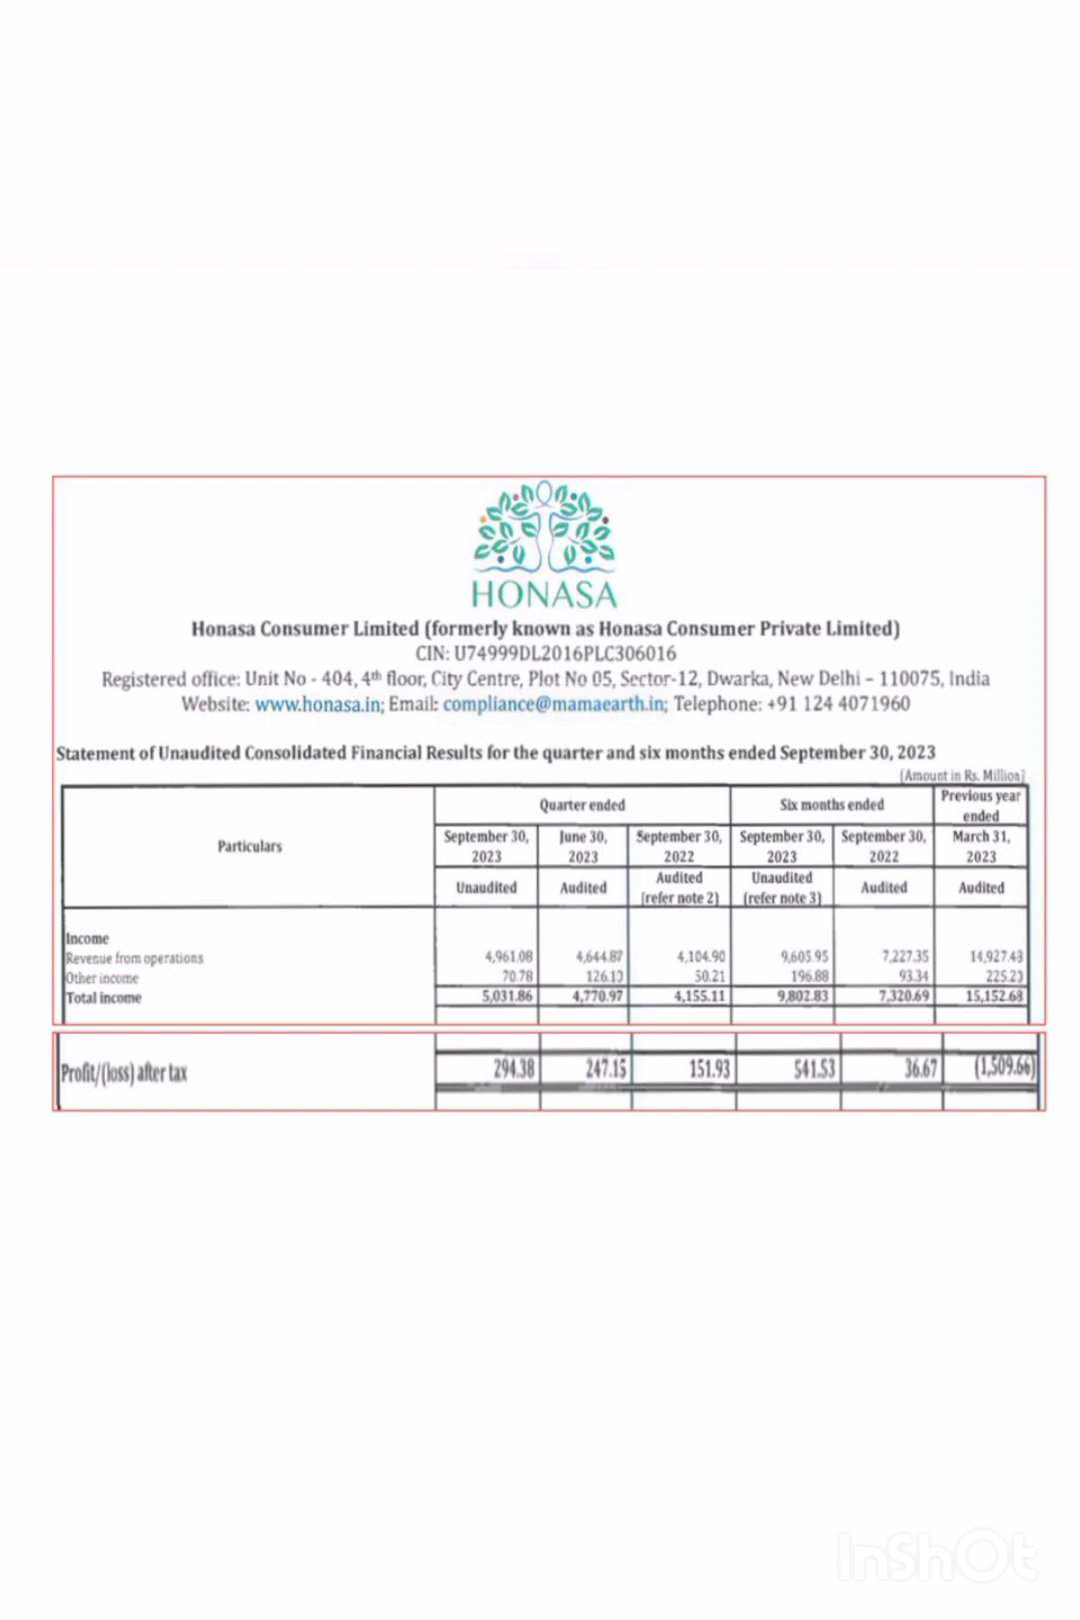 HONASA
Honasa Consumer Limited (formerly known as Honasa Consumer Private Limited)
CIN: U74999DL2016PLC306016
Registered office: Unit No - 404, 4th floor, City Centre, Plot No 05, Sector-12, Dwarka, New Delhi – 110075, India
Website: www.honasa.in; Email: compliance@mamaearth.in; Telephone: +91 124 4071960
Statement of Unaudited Consolidated Financial Results for the quarter and six months ended September 30, 2023
(Amount in Rs. Million)
Particulars Quarter ended Six months ended Previous year ended
September 30, 2023 June 30, 2023 September 30, 2022 September 30, 2023 September 30, 2022 March 31, 2023
Unaudited Audited Audited (refer note 2) Unaudited (refer note 3) Audited Audited
Income
Revenue from operations 4,961.08 4,644.87 4,104.90 9,605.95 7,227.35 14,927.48
Other income 70.78 126.10 50.21 196.88 93.34 225.23
Total income 5,031.86 4,770.97 4,155.11 9,802.83 7,320.69 15,152.68
Profit/(loss) after tax 294.38 247.15 151.93 541.53 36.67 (1,509.66)
InShOt